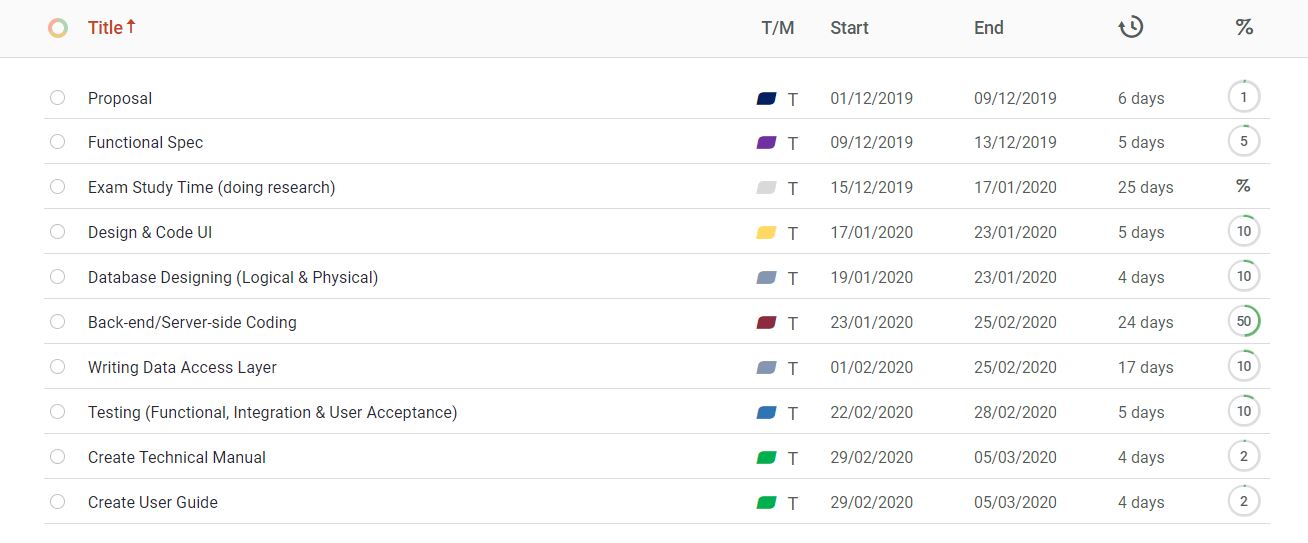 Title T/M Start End %
Proposal T 01/12/2019 09/12/2019 6 days 1
Functional Spec T 09/12/2019 13/12/2019 5 days 5
Exam Study Time (doing research) T 15/12/2019 17/01/2020 25 days %
Design & Code UI T 17/01/2020 23/01/2020 5 days 10
Database Designing (Logical & Physical) T 19/01/2020 23/01/2020 4 days 10
Back-end/Server-side Coding T 23/01/2020 25/02/2020 24 days 50
Writing Data Access Layer T 01/02/2020 25/02/2020 17 days 10
Testing (Functional, Integration & User Acceptance) T 22/02/2020 28/02/2020 5 days 10
Create Technical Manual T 29/02/2020 05/03/2020 4 days 2
Create User Guide T 29/02/2020 05/03/2020 4 days 2